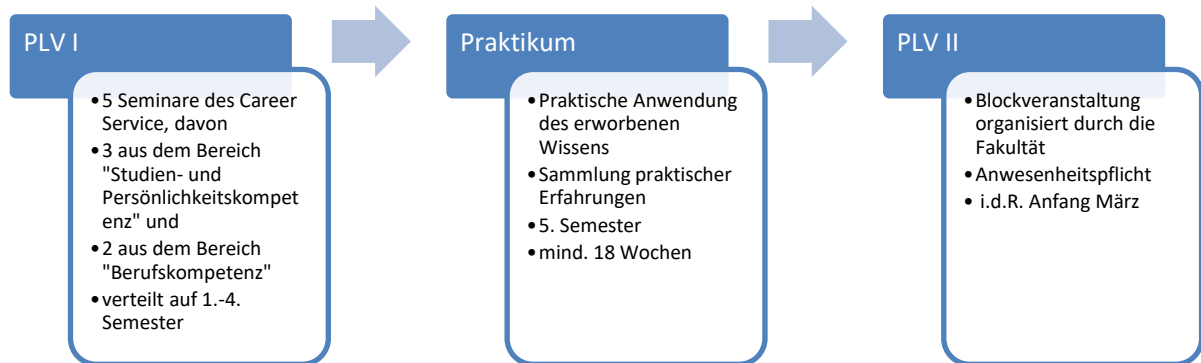 PLV I
•5 Seminare des Career
Service, davon
•3 aus dem Bereich
"Studien- und
Persönlichkeitskompet
enz" und
•2 aus dem Bereich
"Berufskompetenz"
•verteilt auf 1.-4.
Semester
Praktikum
•Praktische Anwendung
des erworbenen
Wissens
•Sammlung praktischer
Erfahrungen
•5. Semester
•mind. 18 Wochen
PLV II
•Blockveranstaltung
organisiert durch die
Fakultät
•Anwesenheitspflicht
• i.d.R. Anfang März